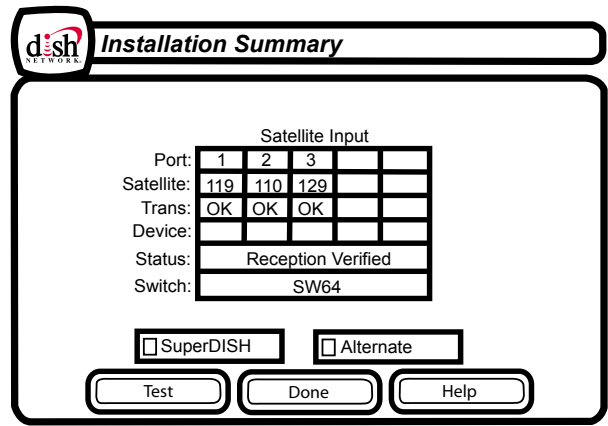 dish
NETWORK.
Installation Summary
Satellite Input
Port: 1 2 3
Satellite: 119 110 129
Trans: OK OK OK
Device:
Status: Reception Verified
Switch: SW64
SuperDISH Alternate
Test Done Help